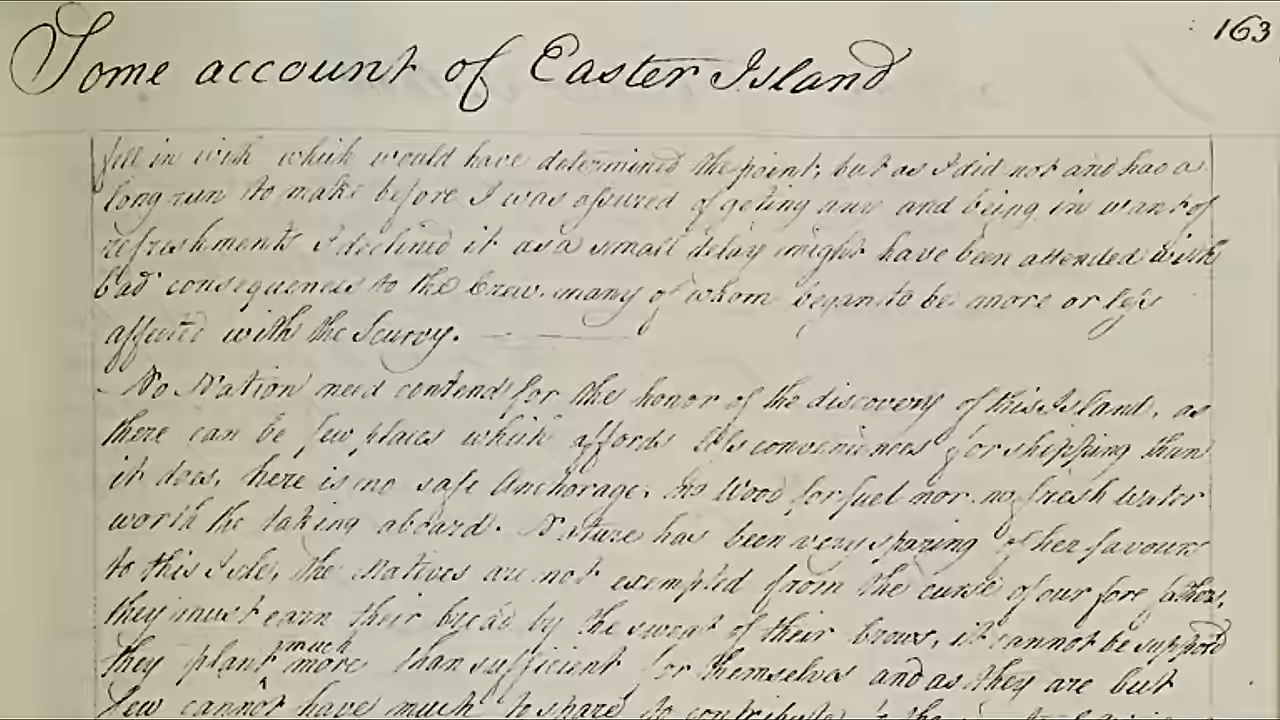 163
Some account of Easter Island
fell in with which would have determined the point, but as I did not and had a
long run to make before I was assured of geting any and being in want of
refreshments I declined it as a small delay might have been attended with
bad consequences to the Crew. many of whom began to be more or less
affected with the Scurvy.
No Nation need contend for the honor of the discovery of this Island, as
there can be few places which affords less conveniences for shipping than
it does, here is no safe Anchorage, no Wood for fuel nor no fresh Water
worth the taking aboard. Nature has been very sparing of her favours
to this Isle, the Natives are not exempted from the curse of our fore fathers,
they must earn their bread by the sweat of their brows, it cannot be supposd
much
they plant more than sufficient for themselves and as they are but
few cannot have much to spare to contribute to the